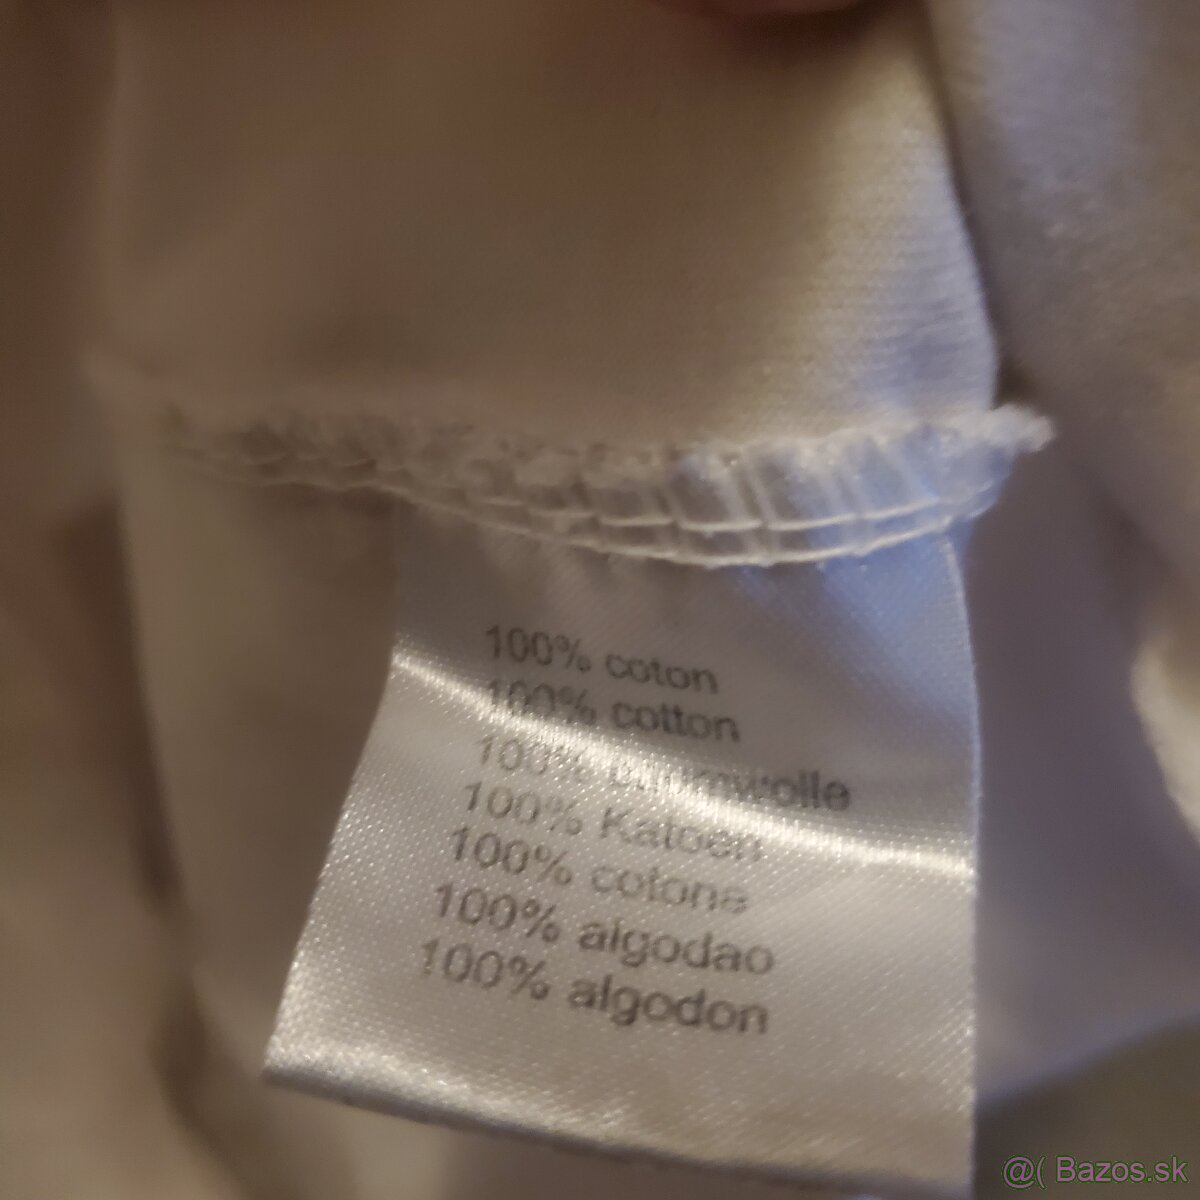 100% coton
100% cotton
100% baumwolle
100% Katoen
100% cotone
100% algodao
100% algodon
@( Bazos.sk